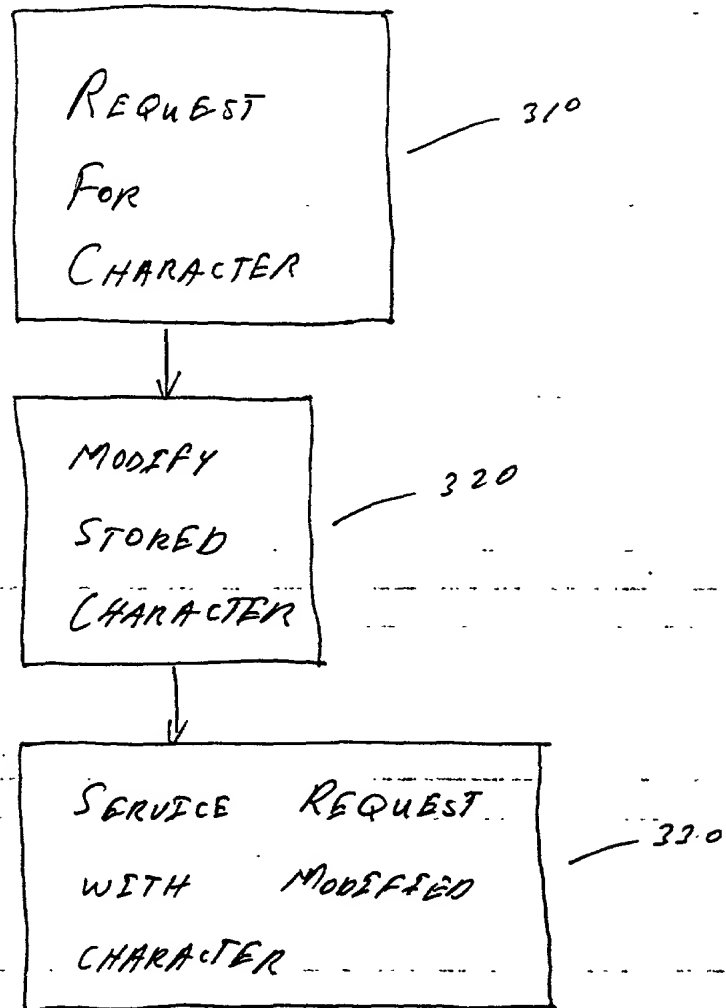 REQUEST
FOR
CHARACTER
310
MODIFY
STORED
CHARACTER
320
SERVICE REQUEST
WITH MODIFIED
CHARACTER
330